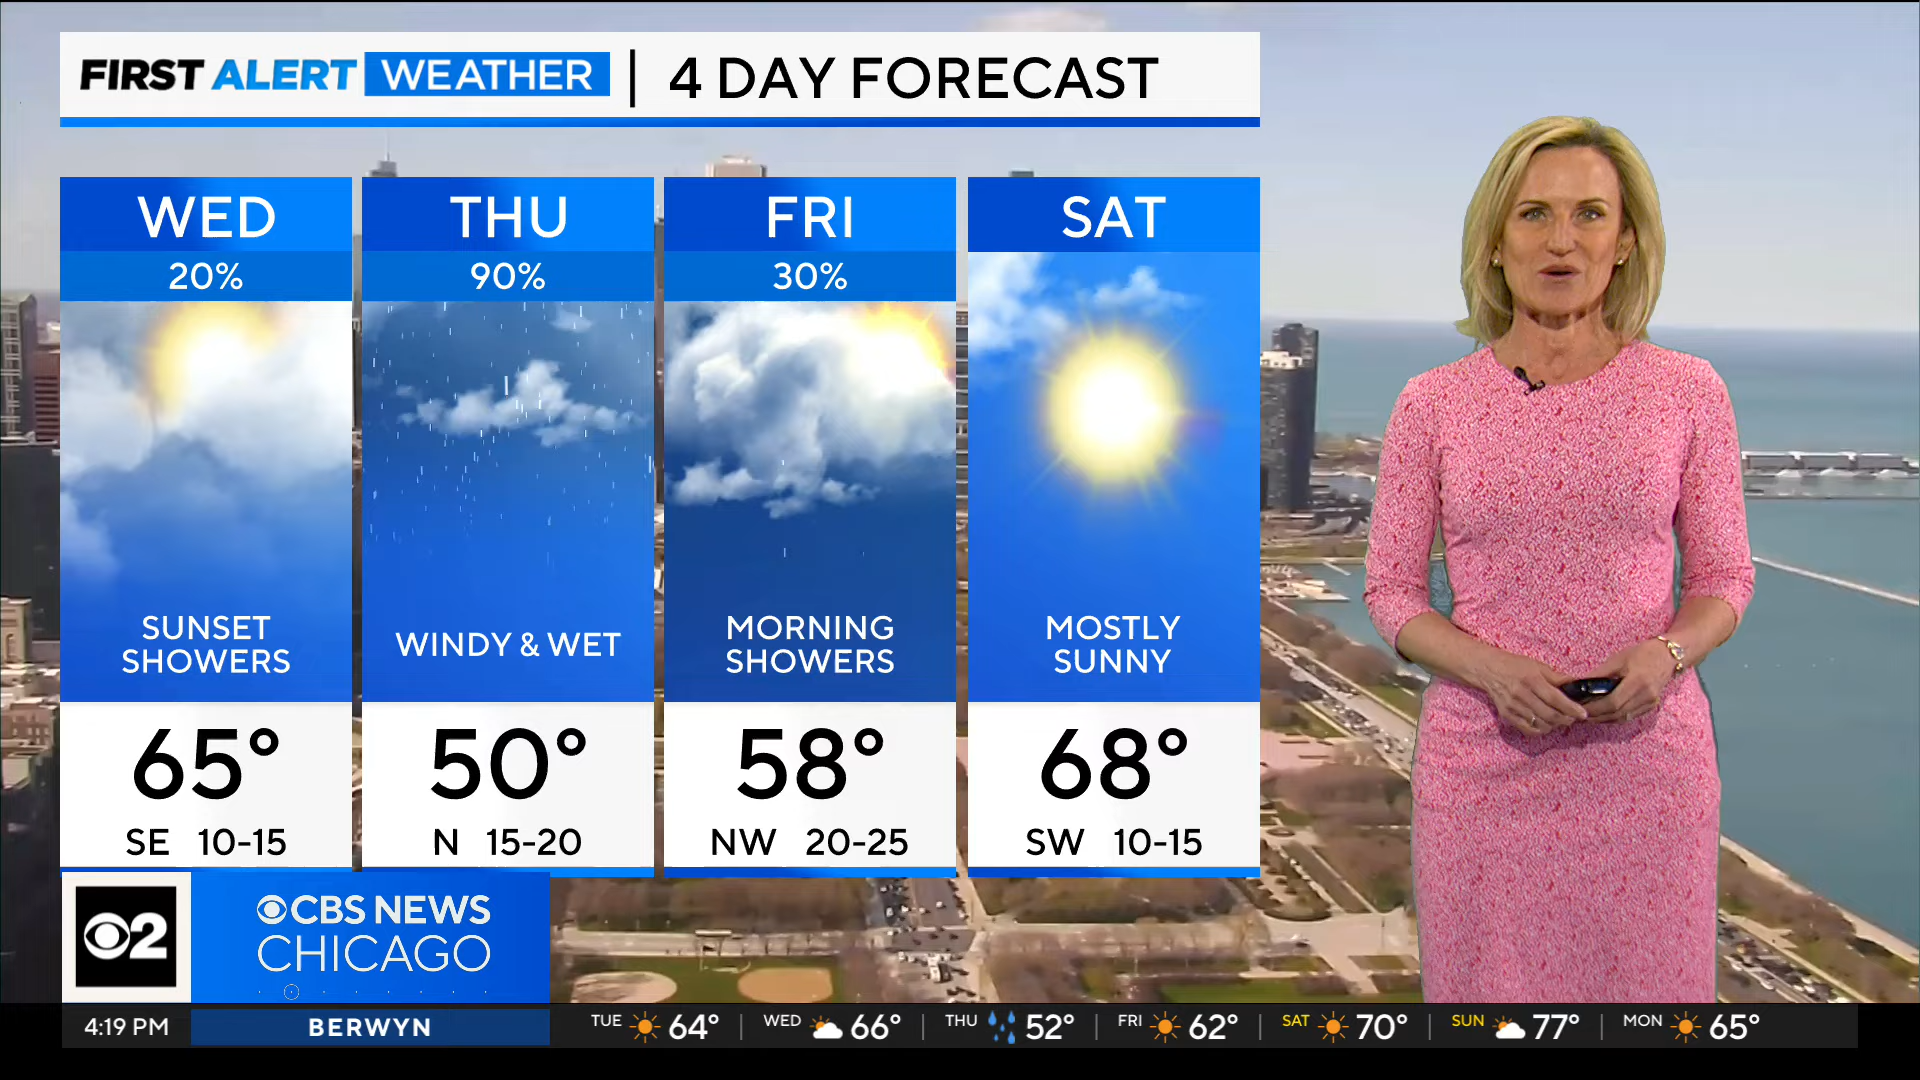 FIRST ALERT WEATHER | 4 DAY FORECAST
WED
20%
SUNSET
SHOWERS
65°
SE 10-15
THU
90%
WINDY & WET
50°
N 15-20
FRI
30%
MORNING
SHOWERS
58°
NW 20-25
SAT
MOSTLY
SUNNY
68°
SW 10-15
2
CBS NEWS
CHICAGO
4:19 PM
BERWYN
TUE 64° | WED 66° | THU 52° | FRI 62° | SAT 70° | SUN 77° | MON 65°